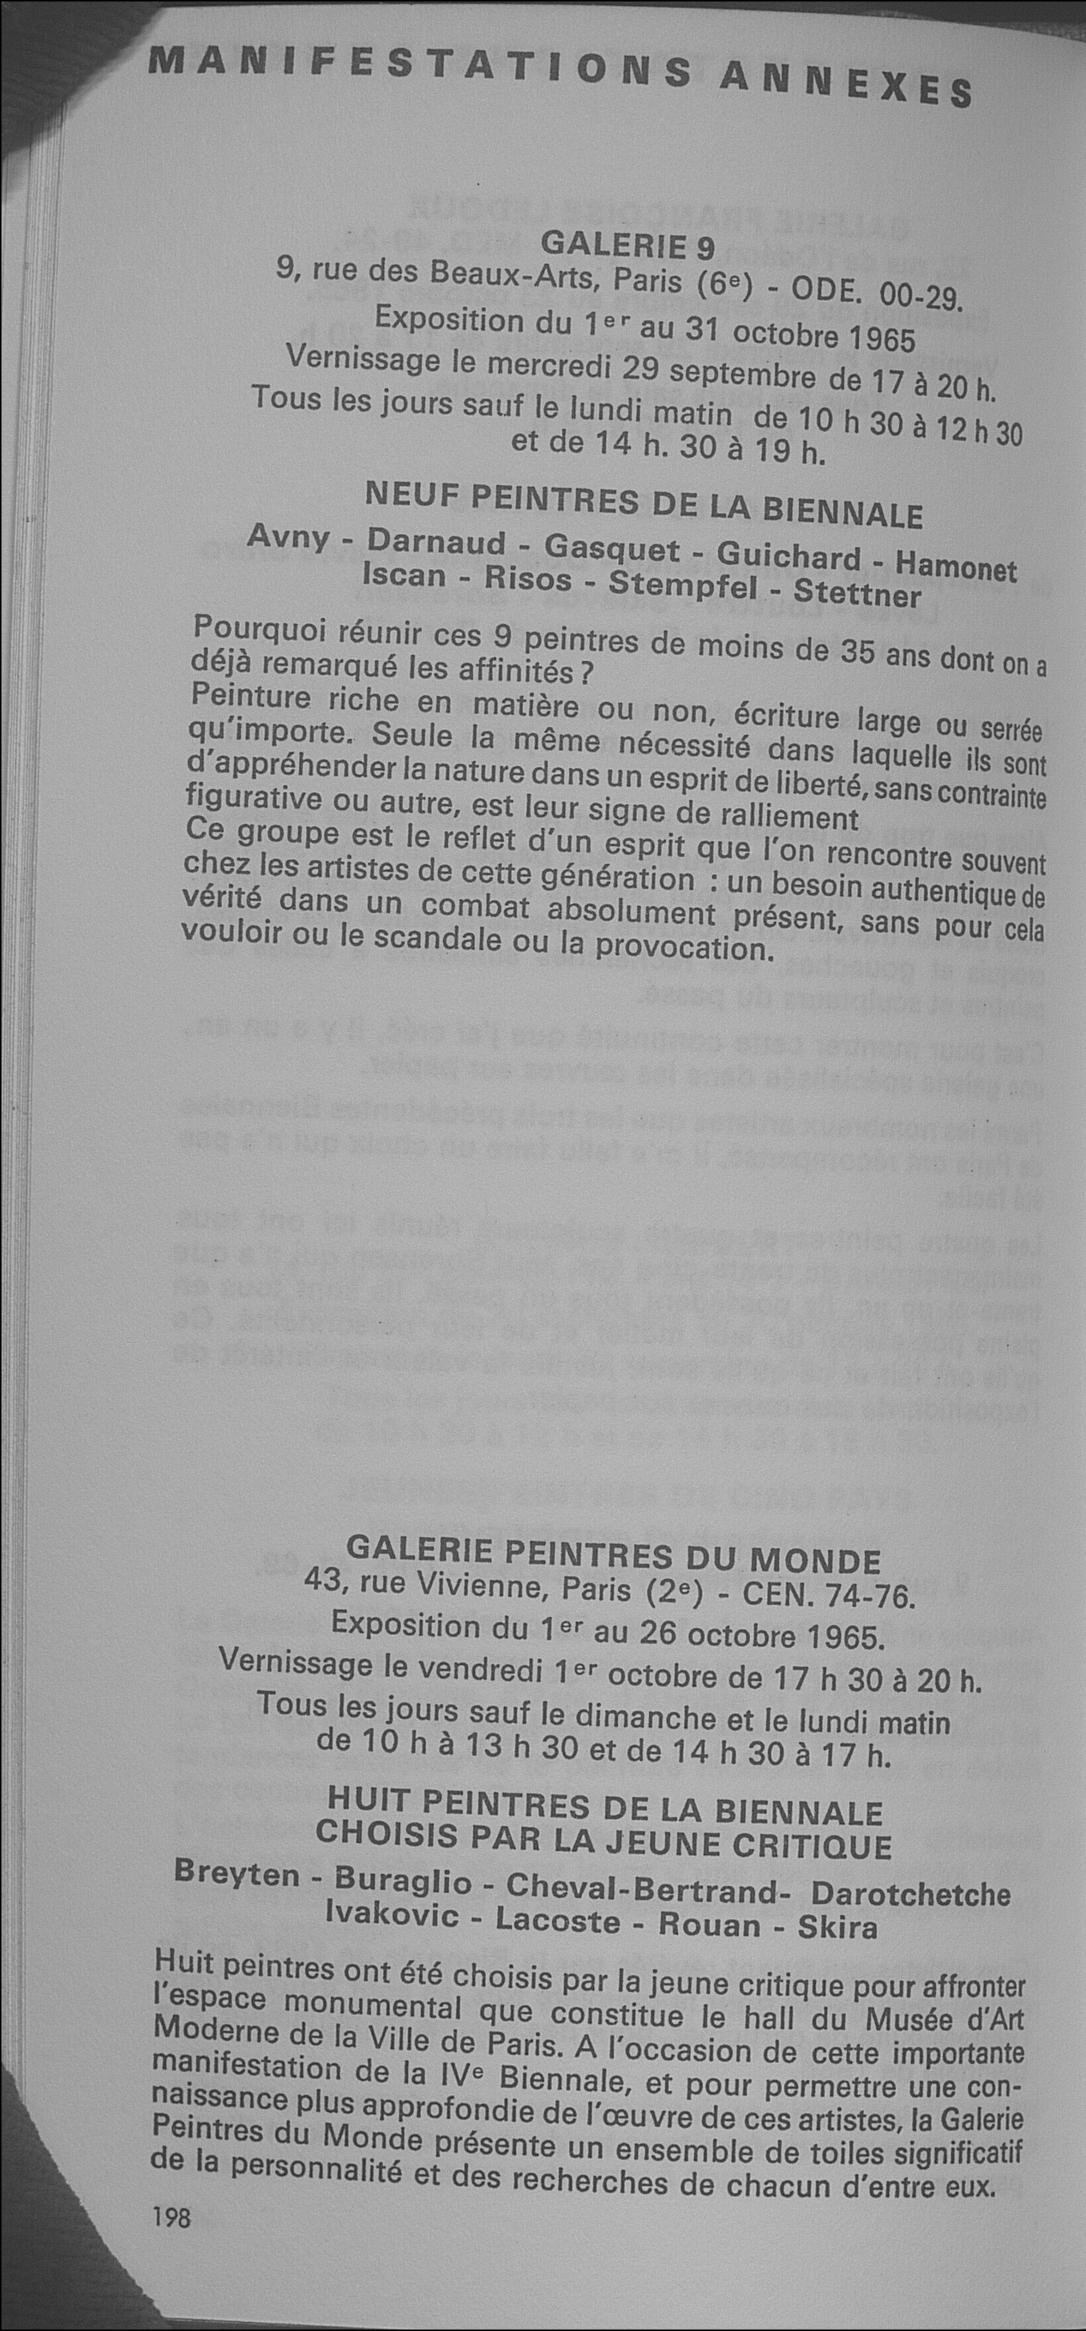 MANIFESTATIONS ANNEXES
GALERIE 9
9, rue des Beaux-Arts, Paris (6e) - ODE. 00-29.
Exposition du 1er au 31 octobre 1965
Vernissage le mercredi 29 septembre de 17 à 20 h.
Tous les jours sauf le lundi matin de 10 h 30 à 12 h 30
et de 14 h. 30 à 19 h.
NEUF PEINTRES DE LA BIENNALE
Avny - Darnaud - Gasquet - Guichard - Hamonet
Iscan - Risos - Stempfel - Stettner
Pourquoi réunir ces 9 peintres de moins de 35 ans dont on a
déjà remarqué les affinités ?
Peinture riche en matière ou non, écriture large ou serrée
qu'importe. Seule la même nécessité dans laquelle ils sont
d'appréhender la nature dans un esprit de liberté, sans contrainte
figurative ou autre, est leur signe de ralliement
Ce groupe est le reflet d'un esprit que l'on rencontre souvent
chez les artistes de cette génération : un besoin authentique de
vérité dans un combat absolument présent, sans pour cela
vouloir ou le scandale ou la provocation.
GALERIE PEINTRES DU MONDE
43, rue Vivienne, Paris (2e) - CEN. 74-76.
Exposition du 1er au 26 octobre 1965.
Vernissage le vendredi 1er octobre de 17 h 30 à 20 h.
Tous les jours sauf le dimanche et le lundi matin
de 10 h à 13 h 30 et de 14 h 30 à 17 h.
HUIT PEINTRES DE LA BIENNALE
CHOISIS PAR LA JEUNE CRITIQUE
Breyten - Buraglio - Cheval-Bertrand- Darotchetche
Ivakovic - Lacoste - Rouan - Skira
Huit peintres ont été choisis par la jeune critique pour affronter
l'espace monumental que constitue le hall du Musée d'Art
Moderne de la Ville de Paris. A l'occasion de cette importante
manifestation de la IVe Biennale, et pour permettre une con-
naissance plus approfondie de l'œuvre de ces artistes, la Galerie
Peintres du Monde présente un ensemble de toiles significatif
de la personnalité et des recherches de chacun d'entre eux.
198